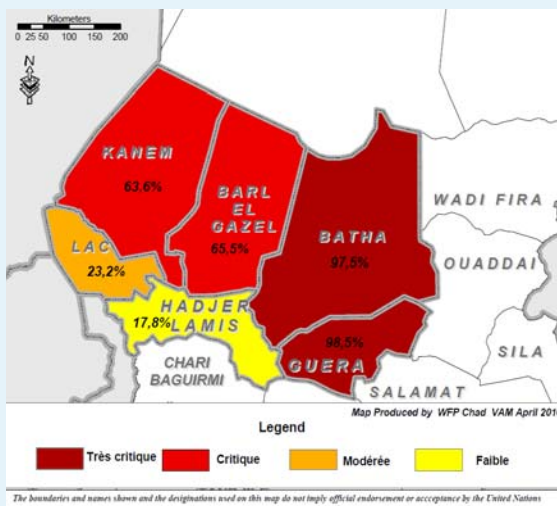 Kilometers
0 25 50 100 150 200
N
KANEM
63,6%
BARL
EL
GAZEL
65,5%
BATHA
97,5%
WADI FIRA
OUADDAI
LAC
23,2%
HADJER
LAMIS
17,8%
98,5%
GUERA
SILA
CHARI
BAGUIRMI
SALAMAT
Map Produced by WFP Chad VAM April 201
Legend
Très critique
Critique
Modérée
Faible
The boundaries and names shown and the desiginations used on this map do not imply official endorsement or acccceptance by the United Nations